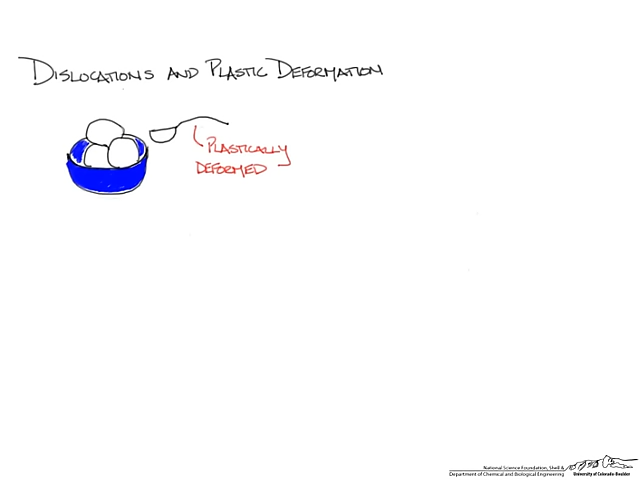 DISLOCATIONS AND PLASTIC DEFORMATION
PLASTICALLY
DEFORMED
National Science Foundation, Shell &
Department of Chemical and Biological Engineering
University of Colorado Boulder